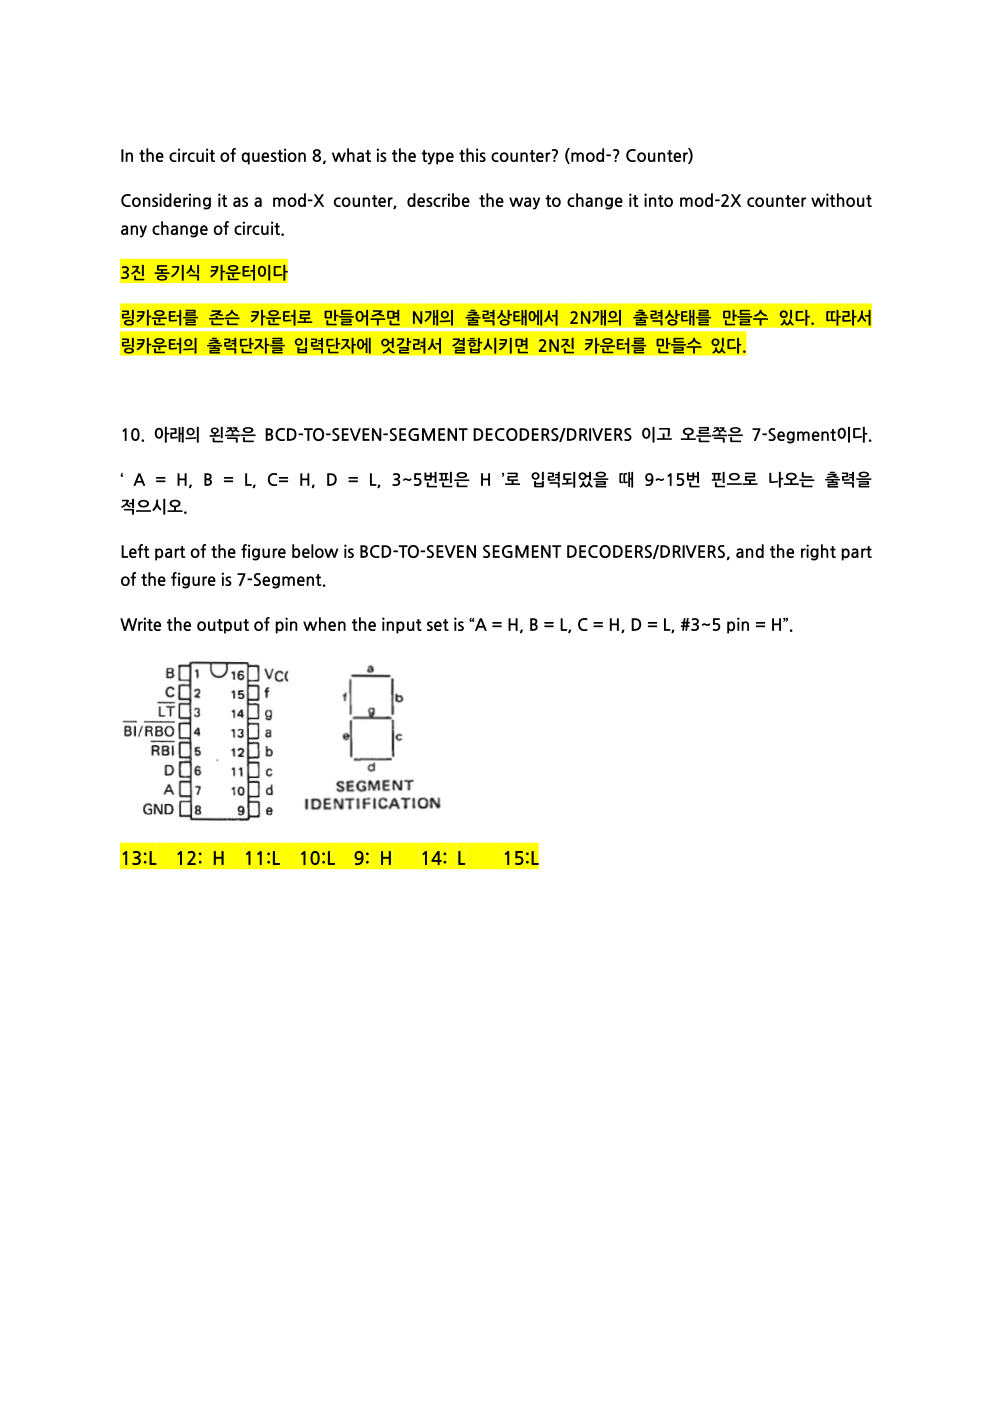 In the circuit of question 8, what is the type this counter? (mod-? Counter)
Considering it as a mod-X counter, describe the way to change it into mod-2X counter without
any change of circuit.
3진 동기식 카운터이다
링카운터를 존슨 카운터로 만들어주면 N개의 출력상태에서 2N개의 출력상태를 만들수 있다. 따라서
링카운터의 출력단자를 입력단자에 엇갈려서 결합시키면 2N진 카운터를 만들수 있다.
10. 아래의 왼쪽은 BCD-TO-SEVEN-SEGMENT DECODERS/DRIVERS 이고 오른쪽은 7-Segment이다.
‘ A = H, B = L, C= H, D = L, 3~5번핀은 H ’로 입력되었을 때 9~15번 핀으로 나오는 출력을
적으시오.
Left part of the figure below is BCD-TO-SEVEN SEGMENT DECODERS/DRIVERS, and the right part
of the figure is 7-Segment.
Write the output of pin when the input set is “A = H, B = L, C = H, D = L, #3~5 pin = H”.
B 1 16 VC(
C 2 15 f
L̅T̅ 3 14 g
B̅I̅/R̅B̅O̅ 4 13 a
R̅B̅I̅ 5 12 b
D 6 11 c
A 7 10 d
GND 8 9 e
a
f b
g
e c
d
SEGMENT
IDENTIFICATION
13:L 12: H 11:L 10:L 9: H 14: L 15:L